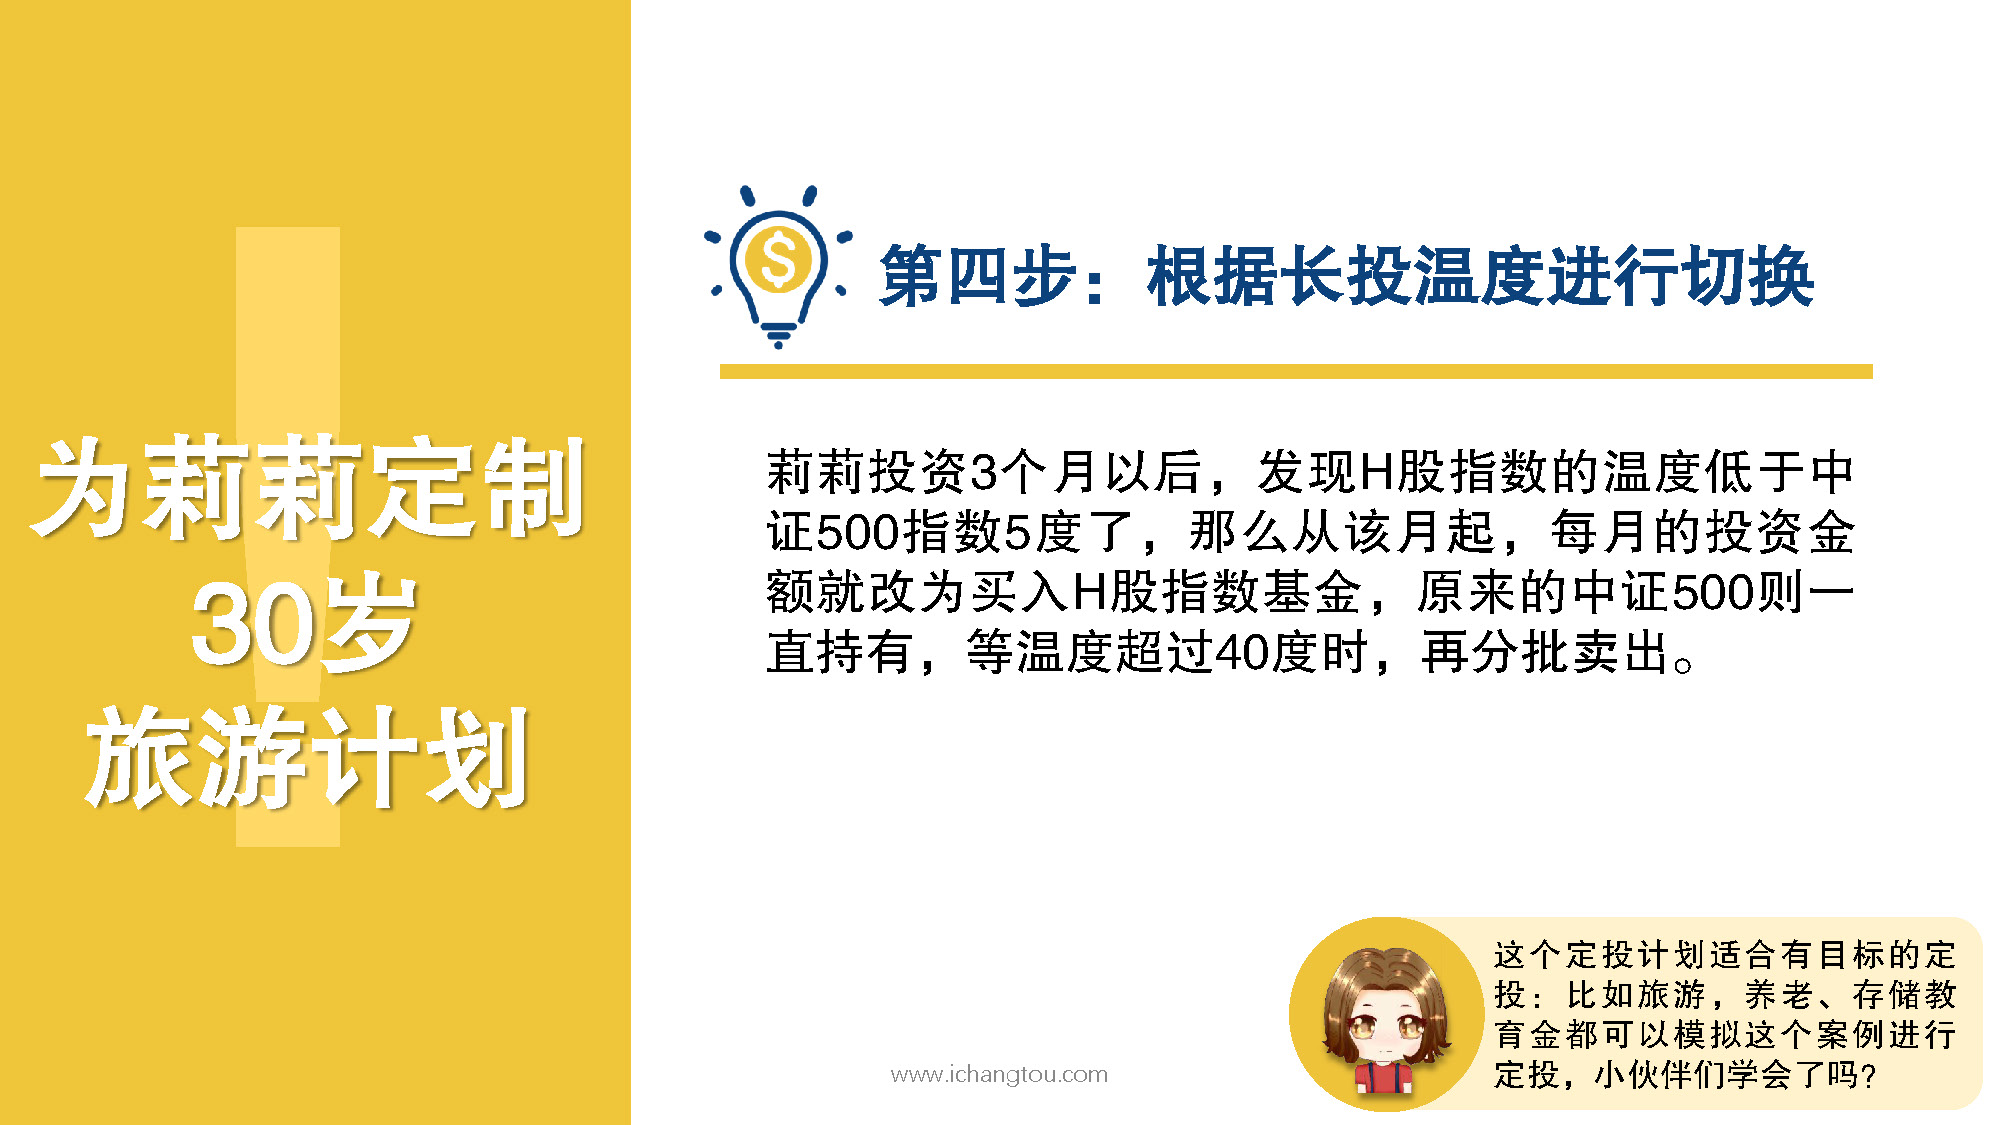 为莉莉定制
30岁
旅游计划
$
第四步：根据长投温度进行切换
莉莉投资3个月以后，发现H股指数的温度低于中
证500指数5度了，那么从该月起，每月的投资金
额就改为买入H股指数基金，原来的中证500则一
直持有，等温度超过40度时，再分批卖出。
这个定投计划适合有目标的定
投：比如旅游，养老、存储教
育金都可以模拟这个案例进行
定投，小伙伴们学会了吗？
www.ichangtou.com